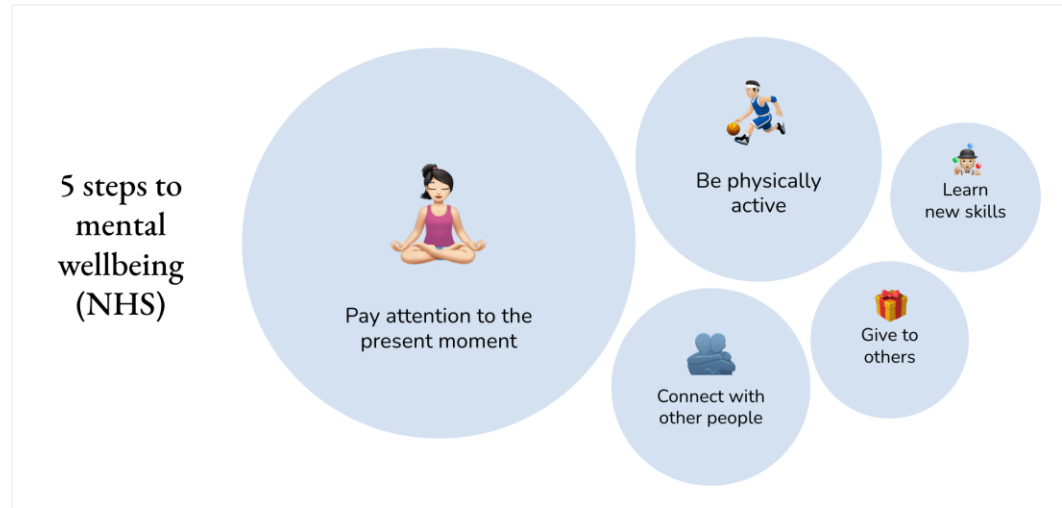 5 steps to
mental
wellbeing
(NHS)
Pay attention to the
present moment
Be physically
active
Learn
new skills
Connect with
other people
Give to
others